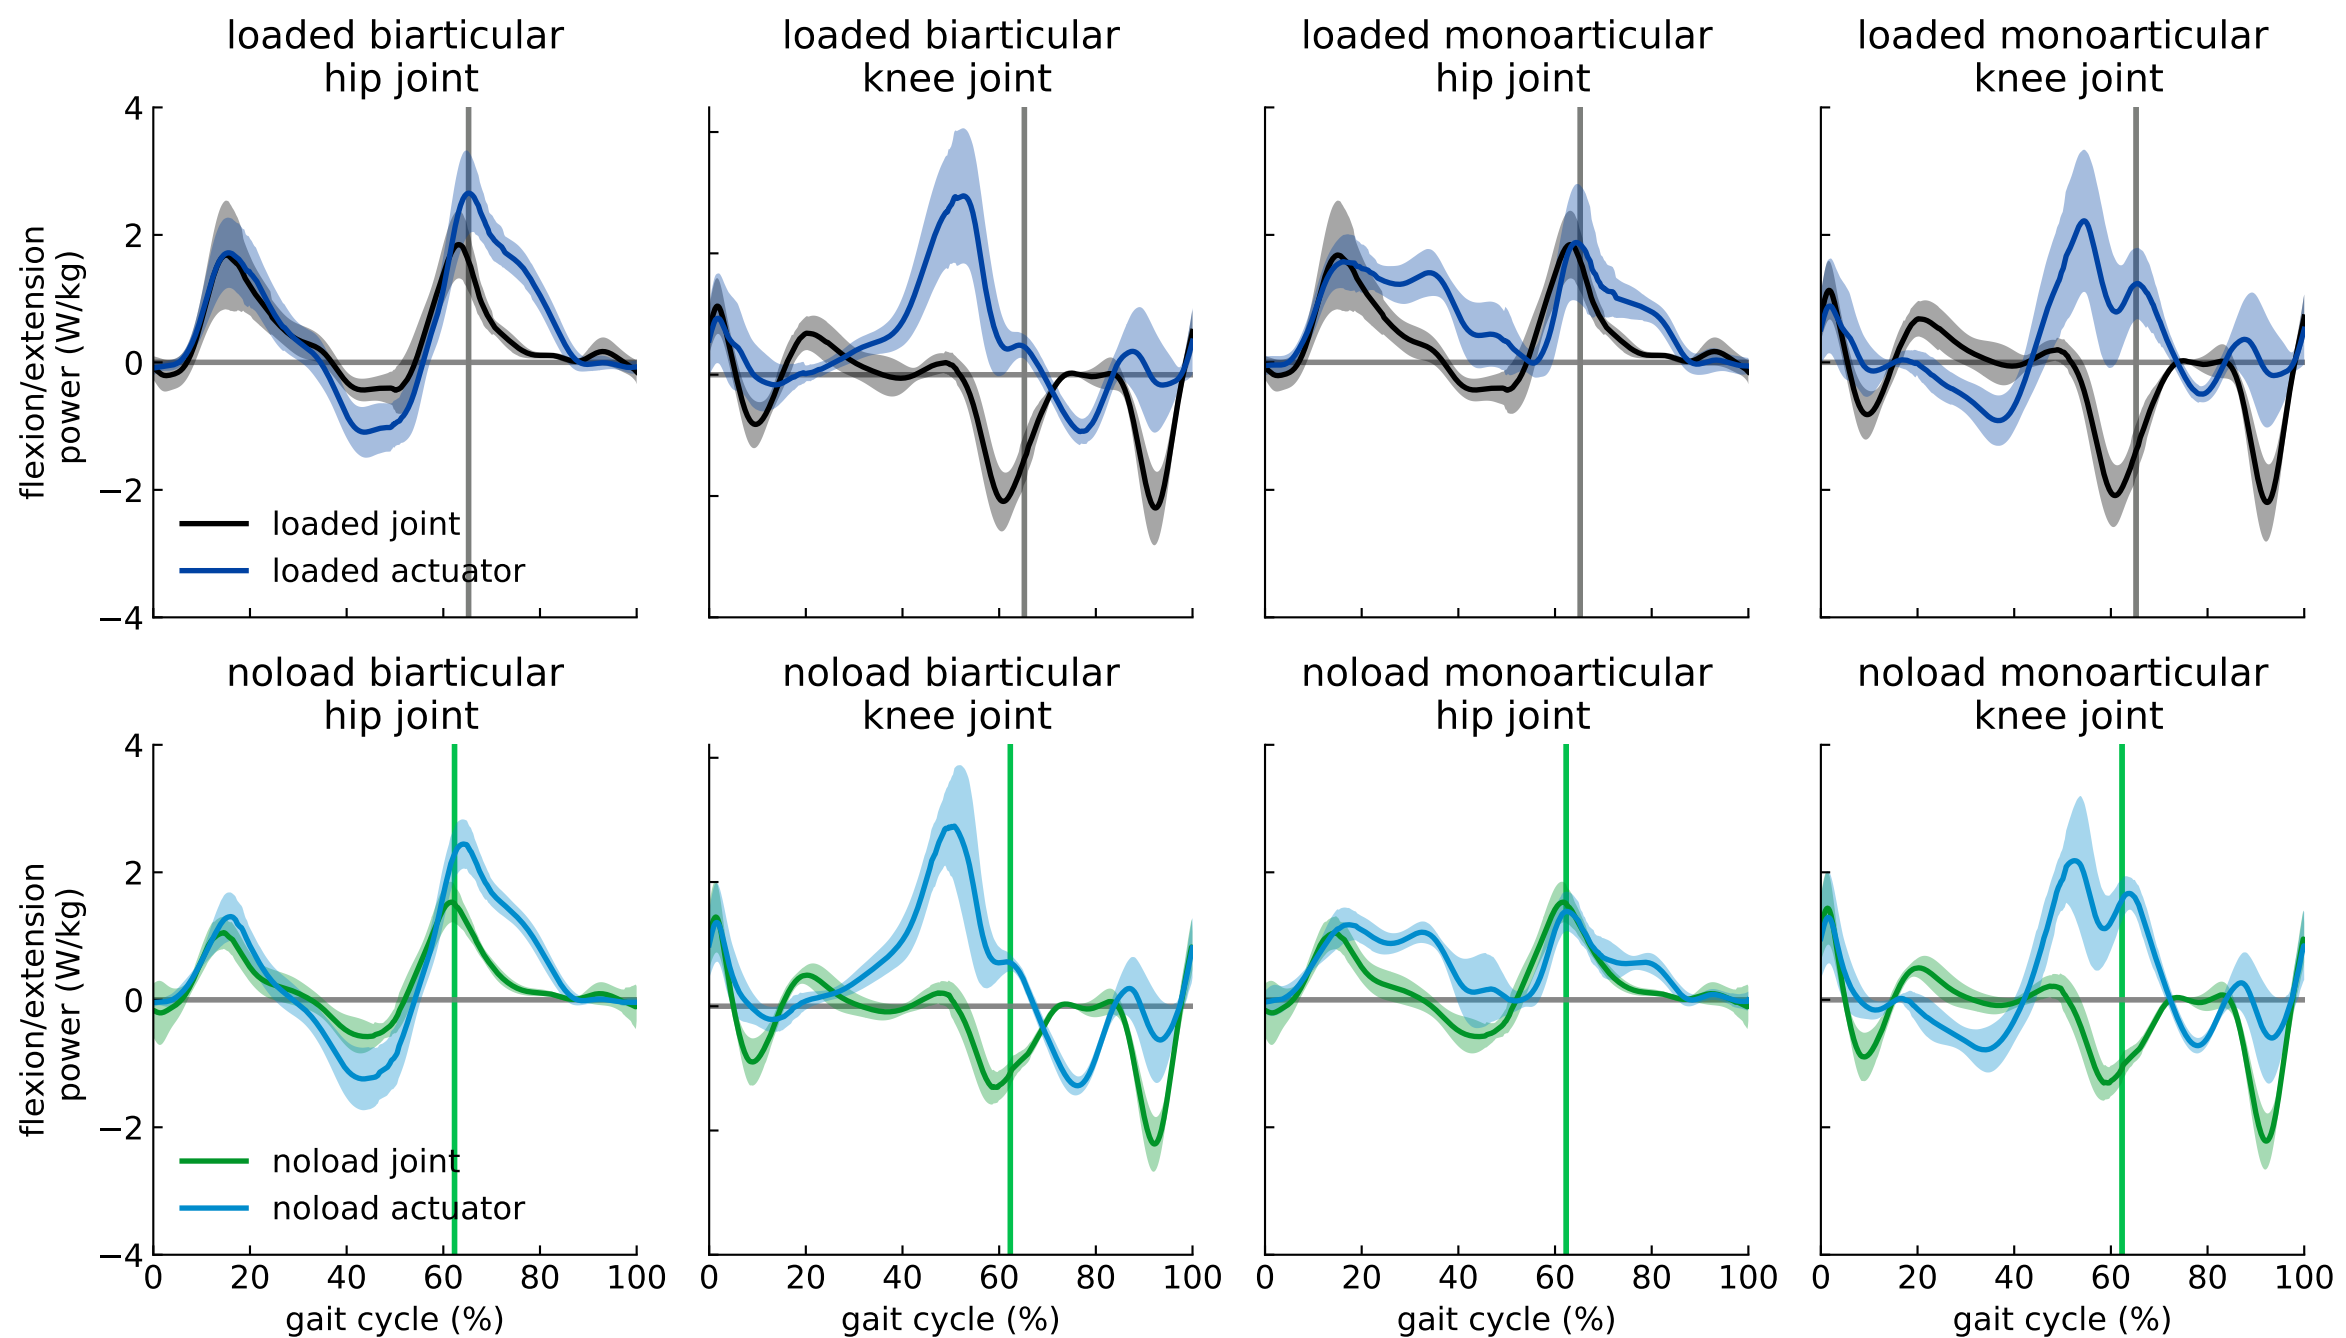 loaded biarticular
hip joint
loaded biarticular
knee joint
loaded monoarticular
hip joint
loaded monoarticular
knee joint
flexion/extension
power (W/kg)
4
2
0
−2
−4
loaded joint
loaded actuator
noload biarticular
hip joint
noload biarticular
knee joint
noload monoarticular
hip joint
noload monoarticular
knee joint
flexion/extension
power (W/kg)
4
2
0
−2
−4
noload joint
noload actuator
0 20 40 60 80 100
gait cycle (%)
0 20 40 60 80 100
gait cycle (%)
0 20 40 60 80 100
gait cycle (%)
0 20 40 60 80 100
gait cycle (%)